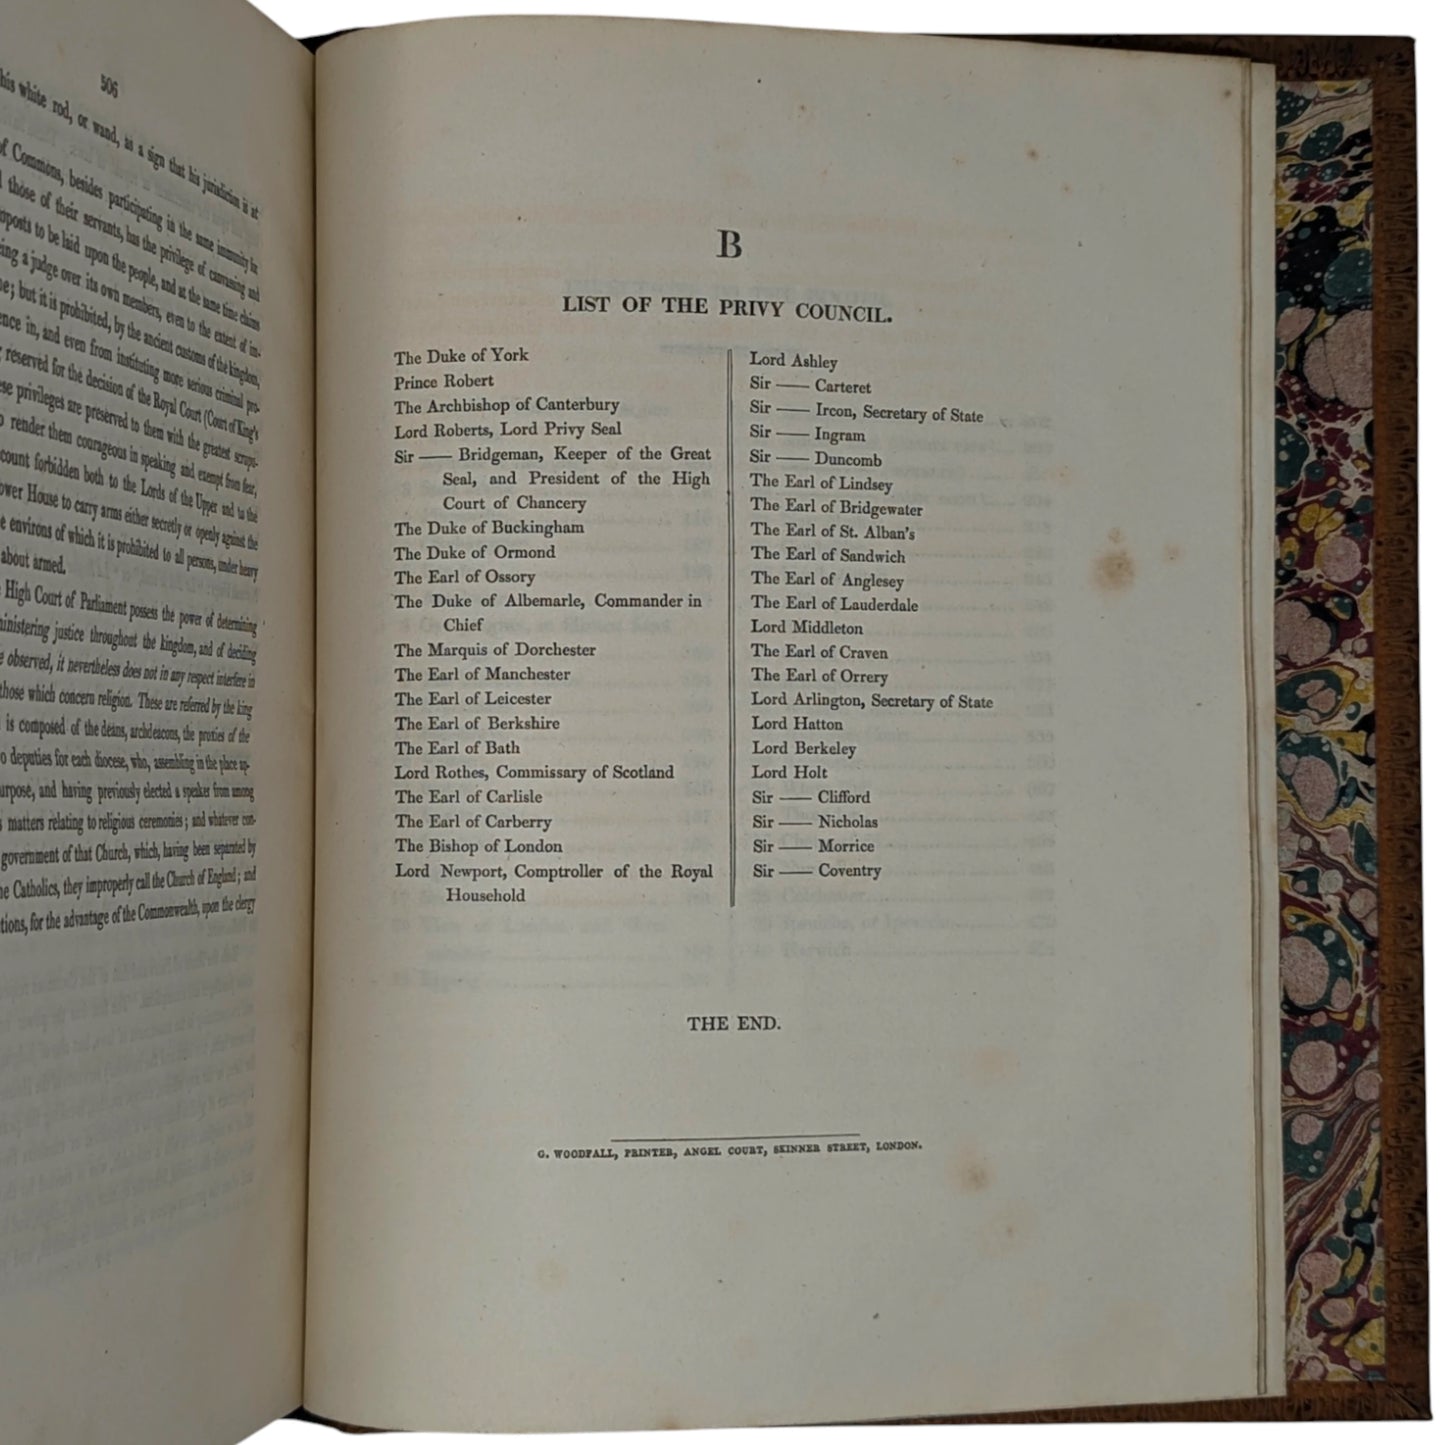 506
his white rod, or wand, as a sign that his jurisdiction is at
of Commons, besides participating in the same immunity for
those of their servants, has the privilege of canvassing and
imposts to be laid upon the people, and at the same time claims
being a judge over its own members, even to the extent of im-
; but it is prohibited, by the ancient customs of the kingdom,
in, and even from instituting more serious criminal pro-
reserved for the decision of the Royal Court (Court of King's
these privileges are preserved to them with the greatest scrupu-
to render them courageous in speaking and exempt from fear,
account forbidden both to the Lords of the Upper and to the
Lower House to carry arms either secretly or openly against the
environs of which it is prohibited to all persons, under heavy
about armed.
High Court of Parliament possess the power of determining
administering justice throughout the kingdom, and of deciding
observed, it nevertheless does not in any respect interfere in
those which concern religion. These are referred by the king
is composed of the deans, archdeacons, the proxies of the
two deputies for each diocese, who, assembling in the place ap-
purpose, and having previously elected a speaker from among
matters relating to religious ceremonies; and whatever con-
government of that Church, which, having been separated by
the Catholics, they improperly call the Church of England; and
for the advantage of the Commonwealth, upon the clergy
B
LIST OF THE PRIVY COUNCIL.
The Duke of York
Prince Robert
The Archbishop of Canterbury
Lord Roberts, Lord Privy Seal
Sir —— Bridgeman, Keeper of the Great
Seal, and President of the High
Court of Chancery
The Duke of Buckingham
The Duke of Ormond
The Earl of Ossory
The Duke of Albemarle, Commander in
Chief
The Marquis of Dorchester
The Earl of Manchester
The Earl of Leicester
The Earl of Berkshire
The Earl of Bath
Lord Rothes, Commissary of Scotland
The Earl of Carlisle
The Earl of Carberry
The Bishop of London
Lord Newport, Comptroller of the Royal
Household
Lord Ashley
Sir —— Carteret
Sir —— Ircon, Secretary of State
Sir —— Ingram
Sir —— Duncomb
The Earl of Lindsey
The Earl of Bridgewater
The Earl of St. Alban's
The Earl of Sandwich
The Earl of Anglesey
The Earl of Lauderdale
Lord Middleton
The Earl of Craven
The Earl of Orrery
Lord Arlington, Secretary of State
Lord Hatton
Lord Berkeley
Lord Holt
Sir —— Clifford
Sir —— Nicholas
Sir —— Morrice
Sir —— Coventry
THE END.
G. WOODFALL, PRINTER, ANGEL COURT, SKINNER STREET, LONDON.